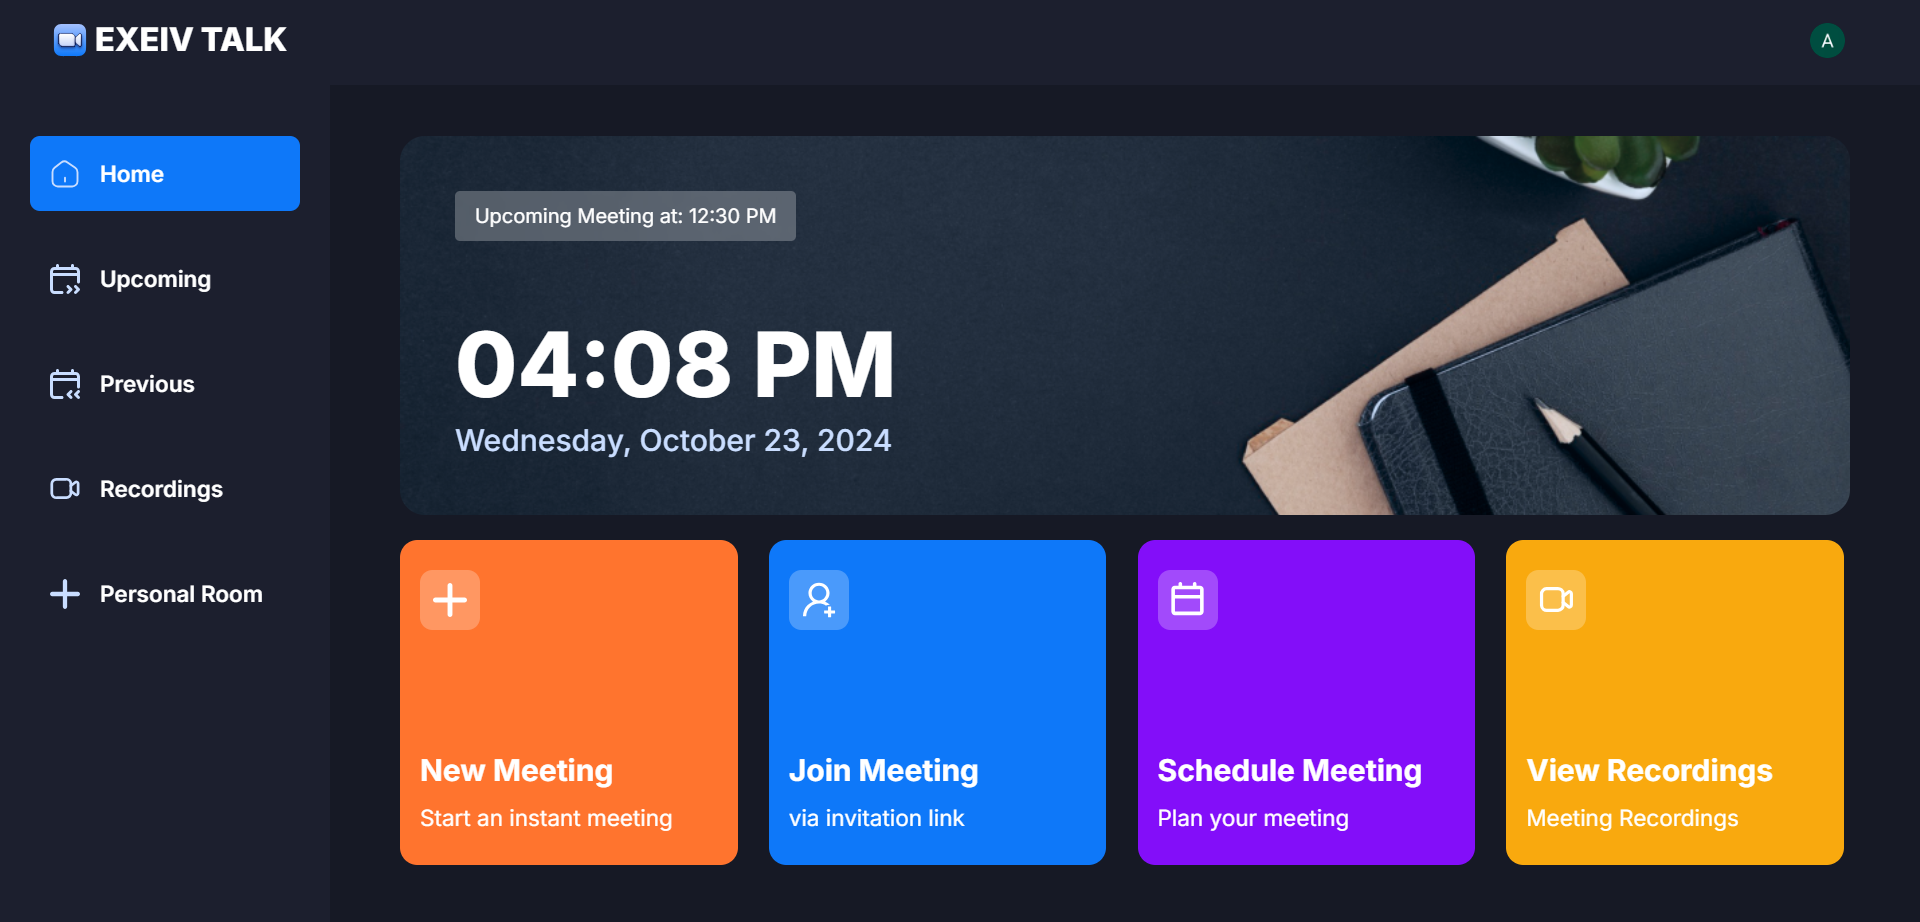 EXEIV TALK
A
Home
Upcoming
Previous
Recordings
Personal Room
Upcoming Meeting at: 12:30 PM
04:08 PM
Wednesday, October 23, 2024
New Meeting
Start an instant meeting
Join Meeting
via invitation link
Schedule Meeting
Plan your meeting
View Recordings
Meeting Recordings